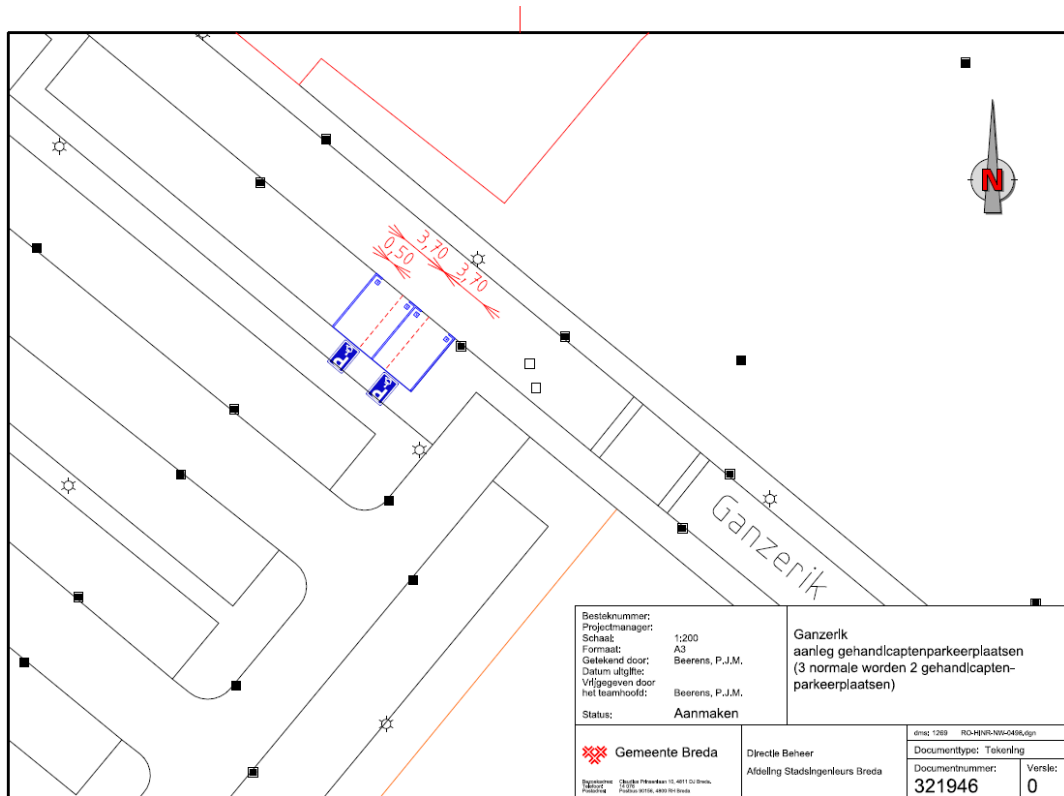 0,50
3,70
3,70
N
Ganzerik
Besteknummer:
Projectmanager:
Schaal: 1:200
Formaat: A3
Getekend door: Beerens, P.J.M.
Datum uitgifte:
Vrijgegeven door
het teamhoofd: Beerens, P.J.M.
Status: Aanmaken
Ganzerik
aanleg gehandicaptenparkeerplaatsen
(3 normale worden 2 gehandicapten-
parkeerplaatsen)
Gemeente Breda
Directie Beheer
Afdeling Stadsingenieurs Breda
dms: 1269 RO-H|NR-NW-0496.dgn
Documenttype: Tekening
Documentnummer:
321946
Versie:
0